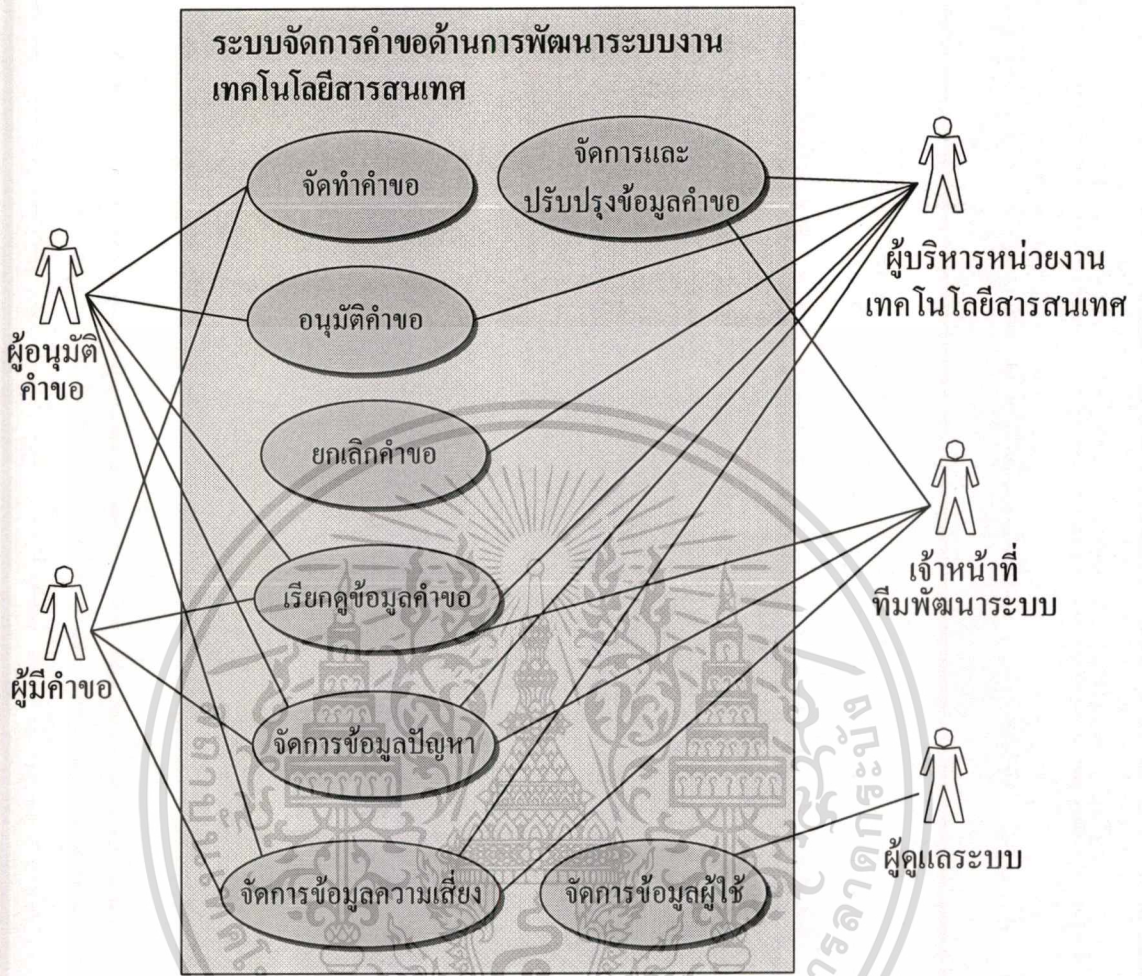 ระบบจัดการคำขอด้านการพัฒนาระบบงาน
เทคโนโลยีสารสนเทศ
จัดทำคำขอ
จัดการและ
ปรับปรุงข้อมูลคำขอ
อนุมัติคำขอ
ยกเลิกคำขอ
เรียกดูข้อมูลคำขอ
จัดการข้อมูลปัญหา
จัดการข้อมูลความเสี่ยง
จัดการข้อมูลผู้ใช้
ผู้อนุมัติ
คำขอ
ผู้มีคำขอ
ผู้บริหารหน่วยงาน
เทคโนโลยีสารสนเทศ
เจ้าหน้าที่
ทีมพัฒนาระบบ
ผู้ดูแลระบบ